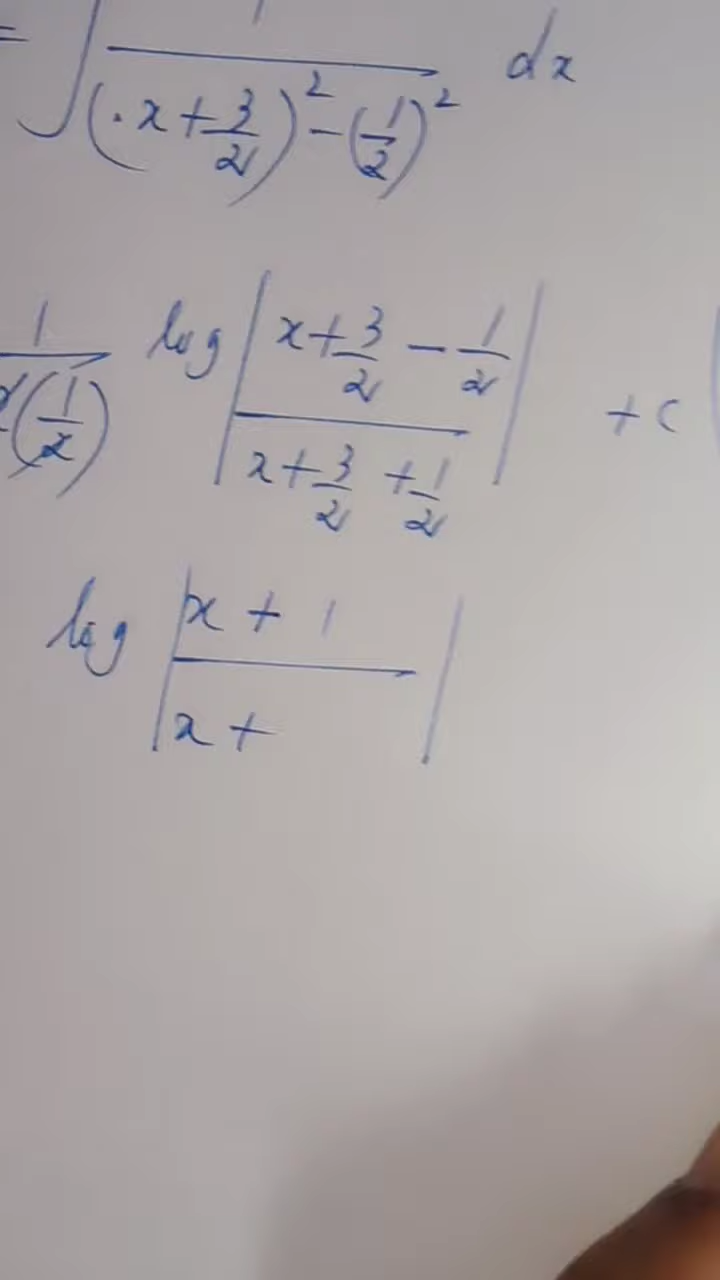 = ∫ 1/((x + 3/2)² - (1/2)²) dx
1/(2(1/2)) log |(x + 3/2 - 1/2)/(x + 3/2 + 1/2)| + c
log |(x + 1)/(x + )|